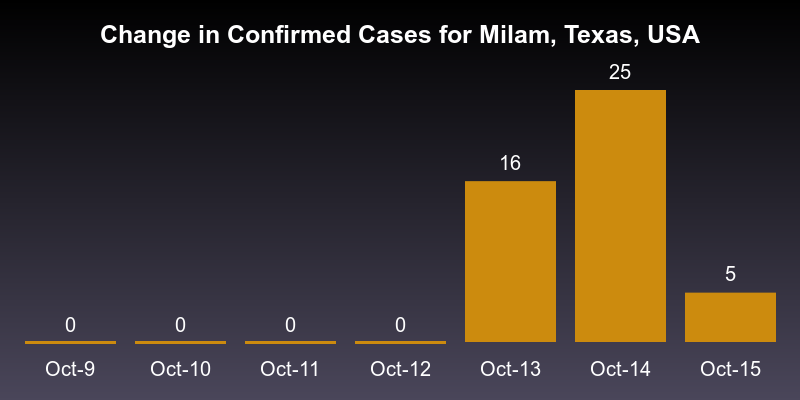 Change in Confirmed Cases for Milam, Texas, USA
25
16
5
0 0 0 0
Oct-9 Oct-10 Oct-11 Oct-12 Oct-13 Oct-14 Oct-15